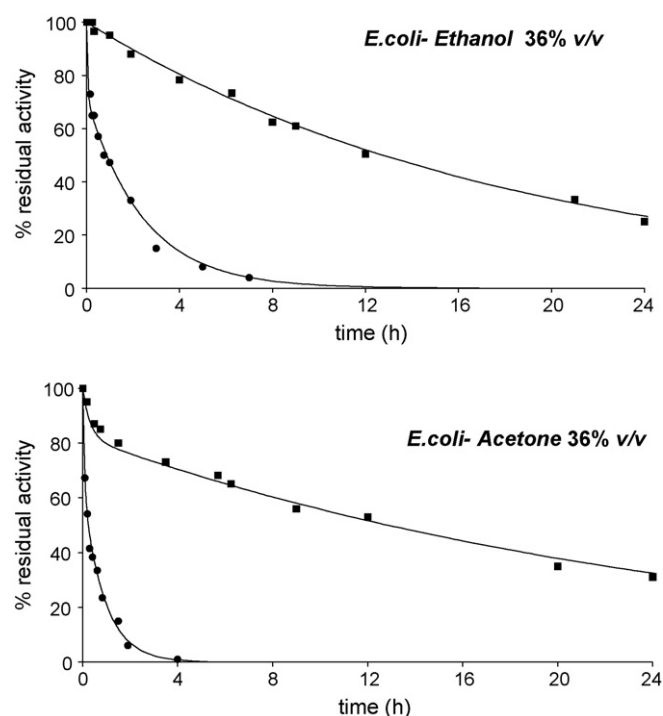 E.coli- Ethanol 36% v/v
% residual activity
100
80
60
40
20
0
0 4 8 12 16 20 24
time (h)
E.coli- Acetone 36% v/v
% residual activity
100
80
60
40
20
0
0 4 8 12 16 20 24
time (h)